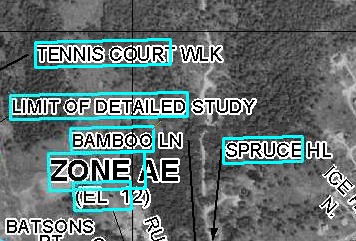 TENNIS COURT WLK
LIMIT OF DETAILED STUDY
BAMBOO LN
SPRUCE HL
ZONE AE
(EL 12)
BATSONS